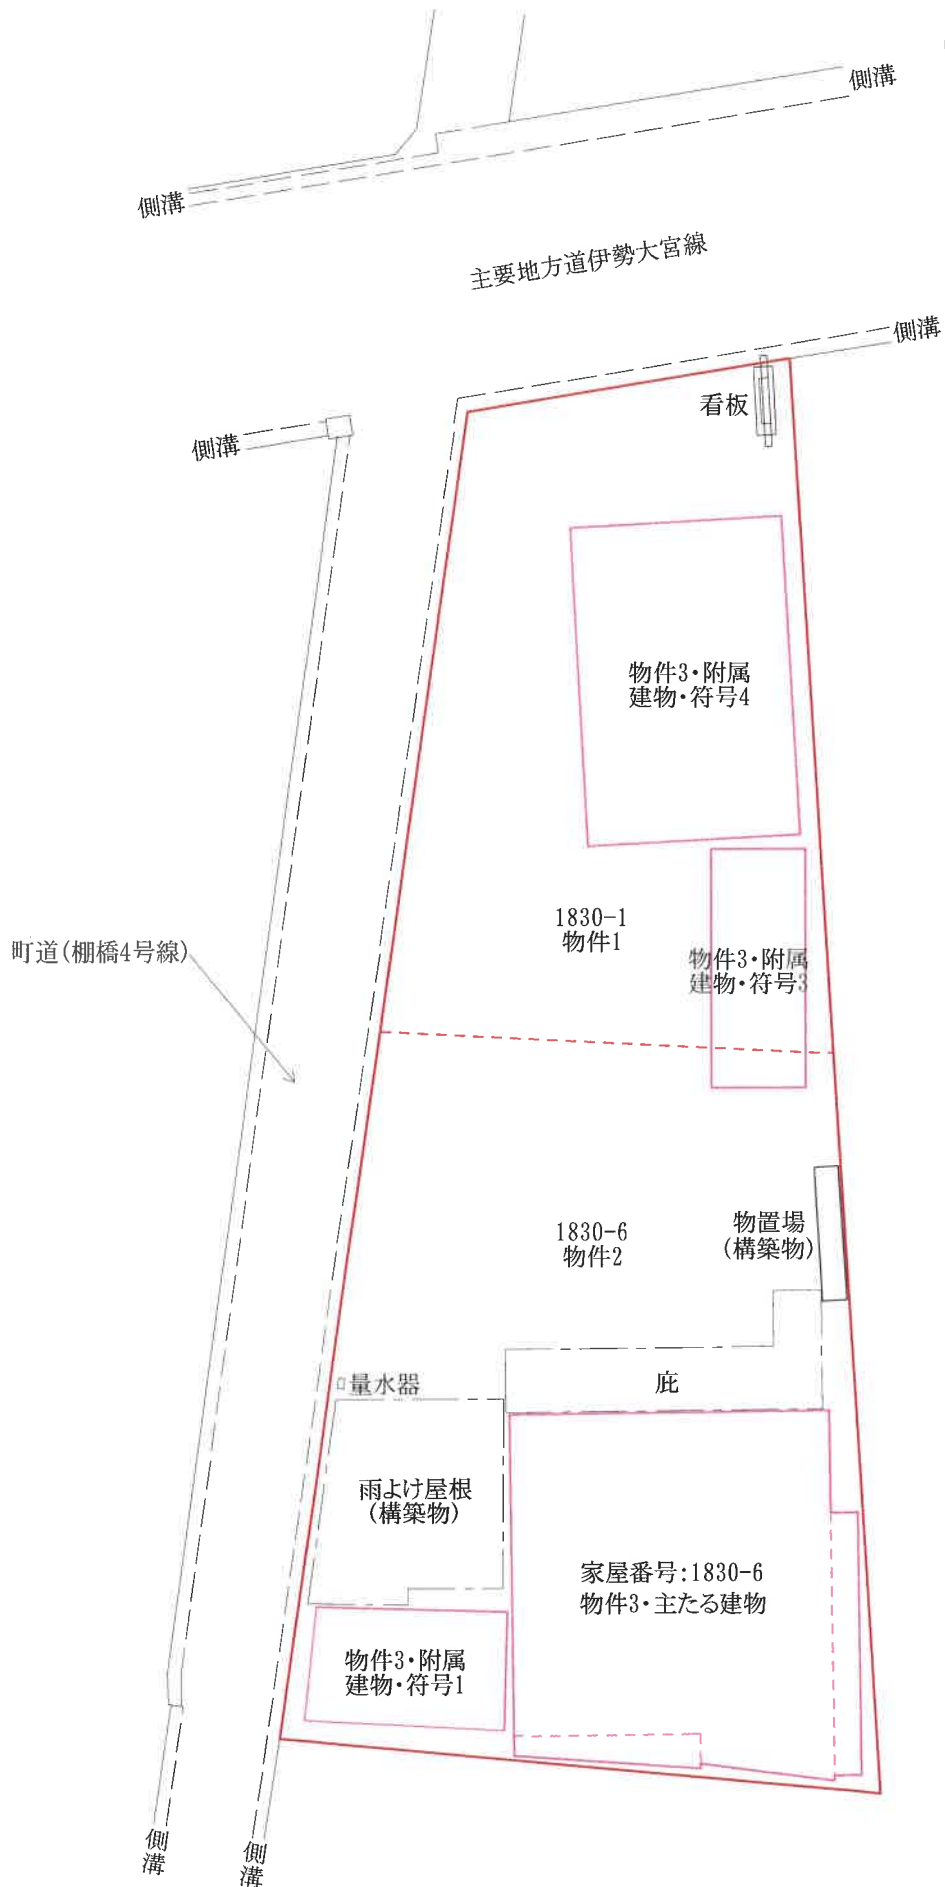 側溝
側溝
主要地方道伊勢大宮線
側溝
看板
側溝
物件3・附属
建物・符号4
1830-1
物件1
町道(棚橋4号線)
物件3・附属
建物・符号3
1830-6
物件2
物置場
(構築物)
量水器
庇
雨よけ屋根
(構築物)
家屋番号:1830-6
物件3・主たる建物
物件3・附属
建物・符号1
側溝
側溝